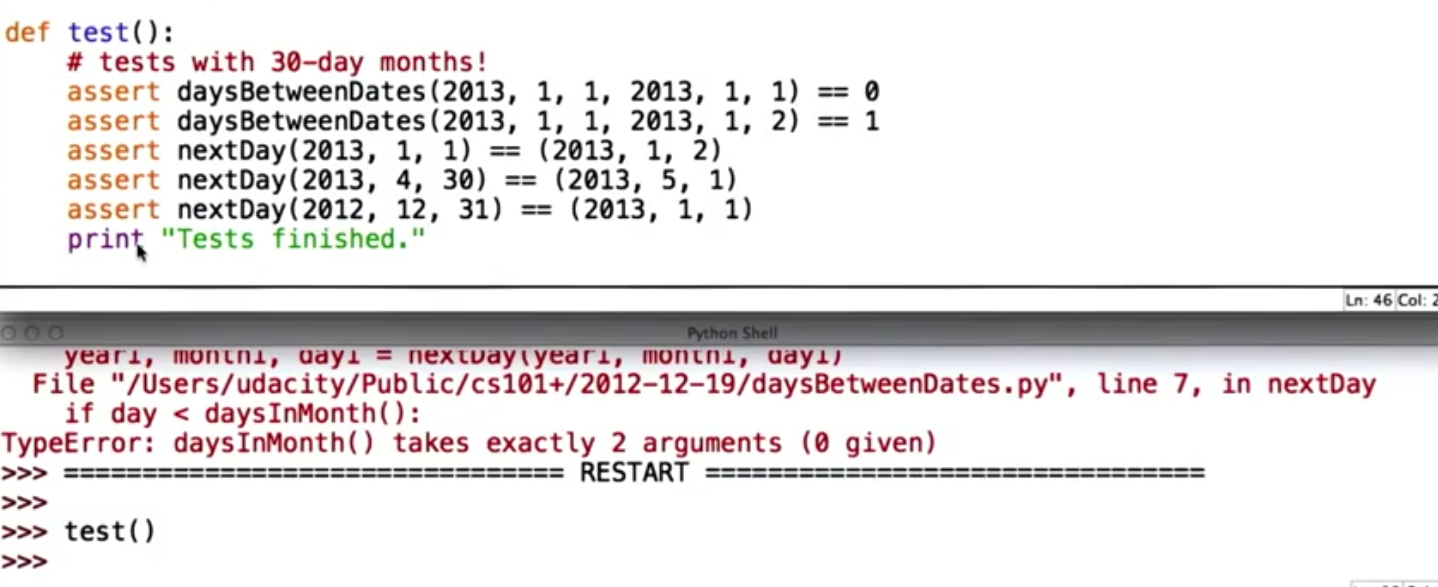 def test():
    # tests with 30-day months!
    assert daysBetweenDates(2013, 1, 1, 2013, 1, 1) == 0
    assert daysBetweenDates(2013, 1, 1, 2013, 1, 2) == 1
    assert nextDay(2013, 1, 1) == (2013, 1, 2)
    assert nextDay(2013, 4, 30) == (2013, 5, 1)
    assert nextDay(2012, 12, 31) == (2013, 1, 1)
    print "Tests finished."
Ln: 46 Col: 2
Python Shell
    year1, month1, day1 = nextDay(year1, month1, day1)
  File "/Users/udacity/Public/cs101+/2012-12-19/daysBetweenDates.py", line 7, in nextDay
    if day < daysInMonth():
TypeError: daysInMonth() takes exactly 2 arguments (0 given)
>>> ================================ RESTART ================================
>>>
>>> test()
>>>